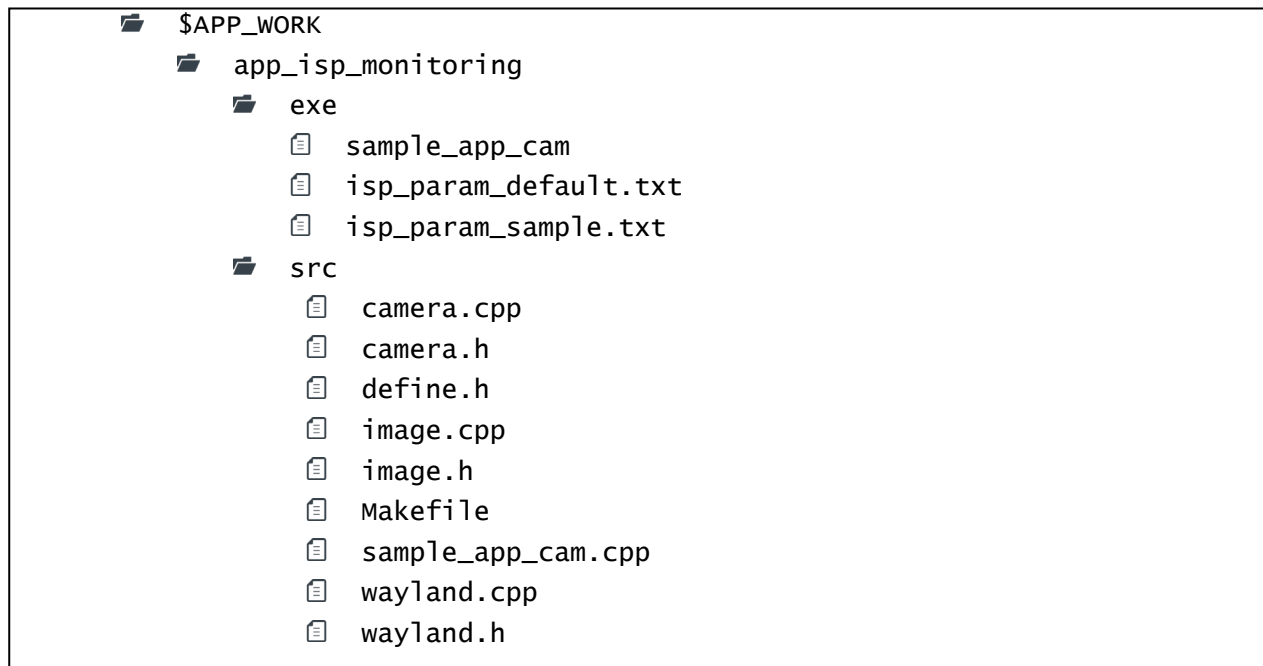 $APP_WORK
app_isp_monitoring
exe
sample_app_cam
isp_param_default.txt
isp_param_sample.txt
src
camera.cpp
camera.h
define.h
image.cpp
image.h
Makefile
sample_app_cam.cpp
wayland.cpp
wayland.h